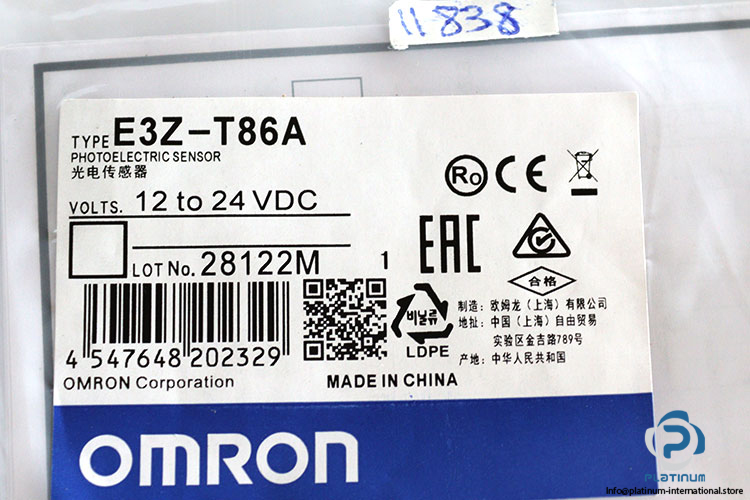 11838
TYPE E3Z-T86A
PHOTOELECTRIC SENSOR
光电传感器
VOLTS. 12 to 24 VDC
LOT No. 28122M 1
Ro CE
EAC
合格
비닐류
LDPE
制造: 欧姆龙（上海）有限公司
地址: 中国（上海）自由贸易
实验区金吉路789号
产地: 中华人民共和国
4 547648 202329
OMRON Corporation
MADE IN CHINA
OMRON
PLATINUM
info@platinum-international.store